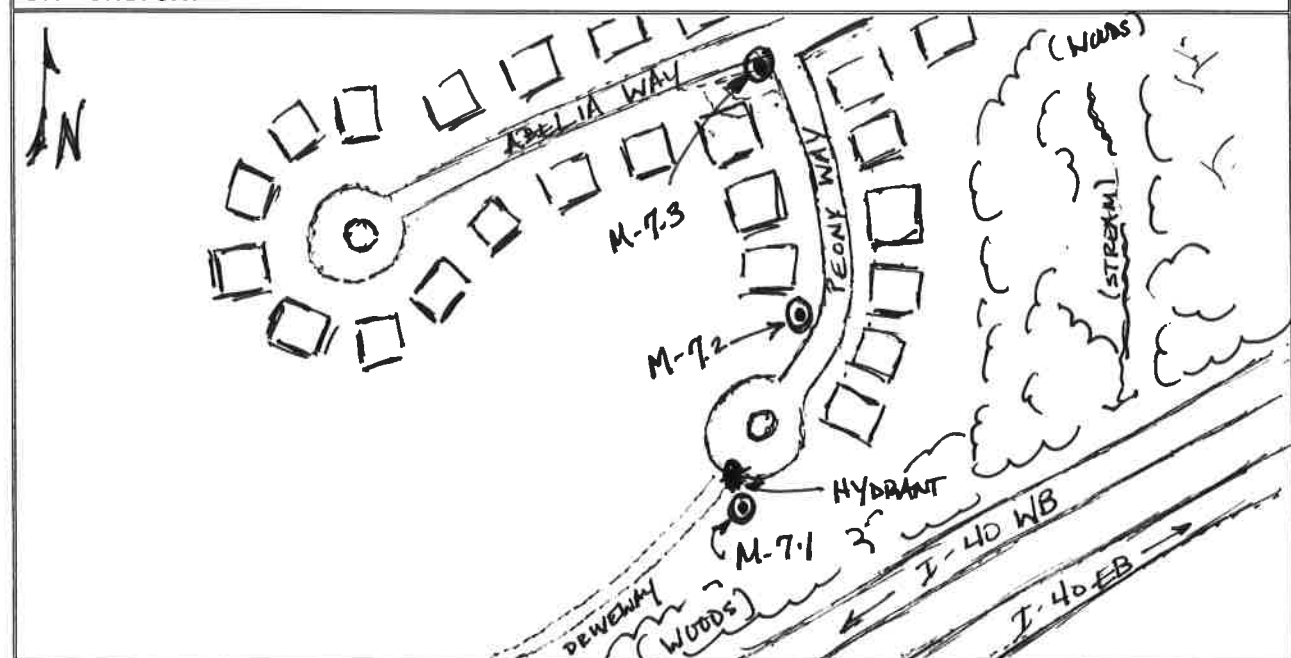 N
(WOODS)
ABELIA WAY
M-7.3
PEONY WAY
(STREAM)
M-7.2
HYDRANT
M-7.1
I-40 WB
I-40 EB
DRIVEWAY
(WOODS)